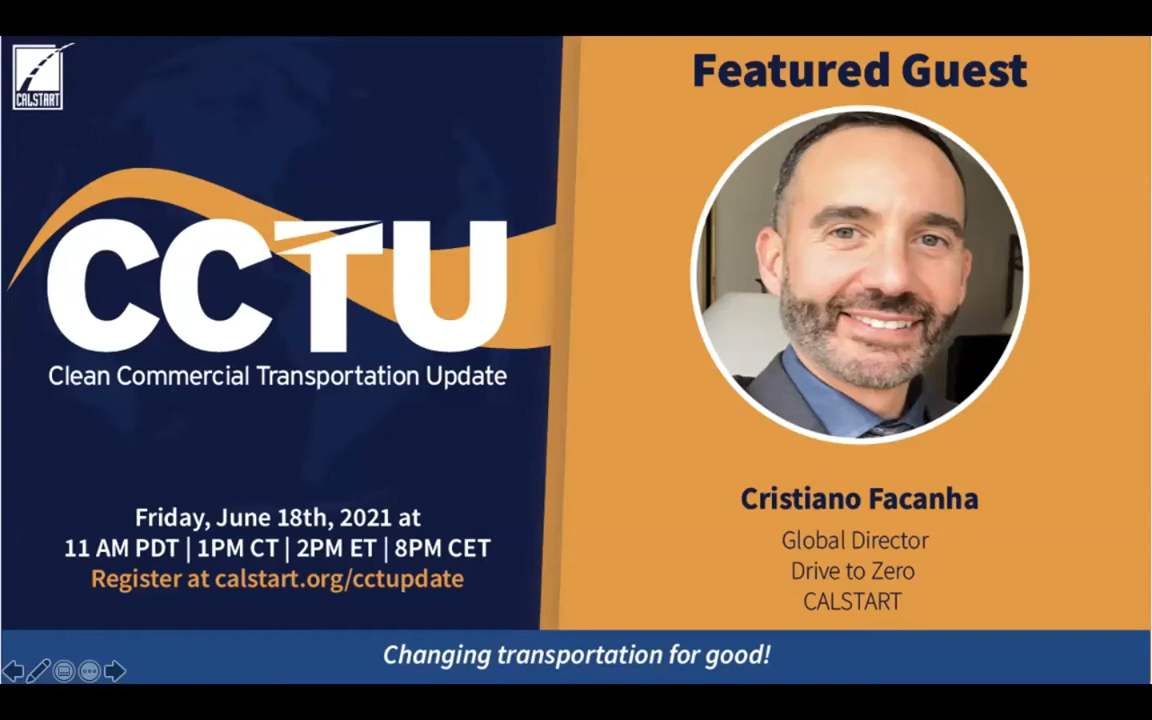 CALSTART
CCTU
Clean Commercial Transportation Update
Friday, June 18th, 2021 at
11 AM PDT | 1PM CT | 2PM ET | 8PM CET
Register at calstart.org/cctupdate
Featured Guest
Cristiano Facanha
Global Director
Drive to Zero
CALSTART
Changing transportation for good!